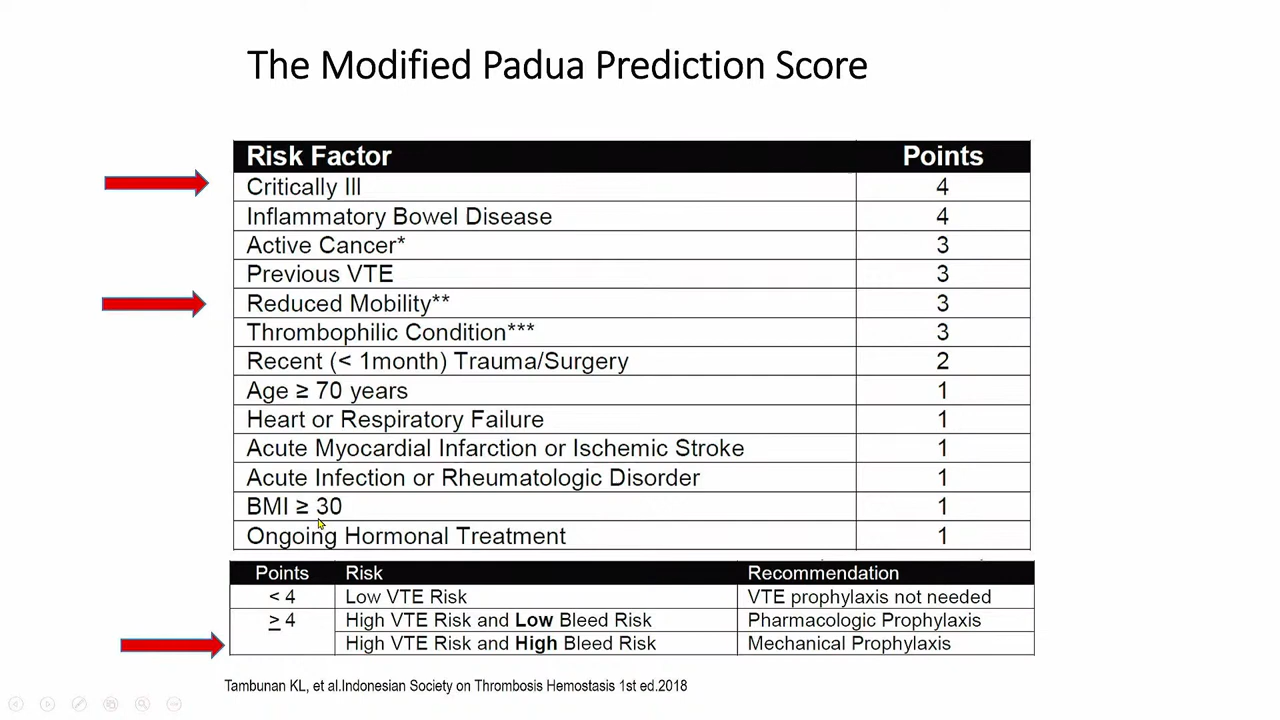 The Modified Padua Prediction Score
Risk Factor Points
Critically Ill 4
Inflammatory Bowel Disease 4
Active Cancer* 3
Previous VTE 3
Reduced Mobility** 3
Thrombophilic Condition*** 3
Recent (< 1month) Trauma/Surgery 2
Age ≥ 70 years 1
Heart or Respiratory Failure 1
Acute Myocardial Infarction or Ischemic Stroke 1
Acute Infection or Rheumatologic Disorder 1
BMI ≥ 30 1
Ongoing Hormonal Treatment 1
Points Risk Recommendation
< 4 Low VTE Risk VTE prophylaxis not needed
≥ 4 High VTE Risk and Low Bleed Risk Pharmacologic Prophylaxis
High VTE Risk and High Bleed Risk Mechanical Prophylaxis
Tambunan KL, et al.Indonesian Society on Thrombosis Hemostasis 1st ed.2018